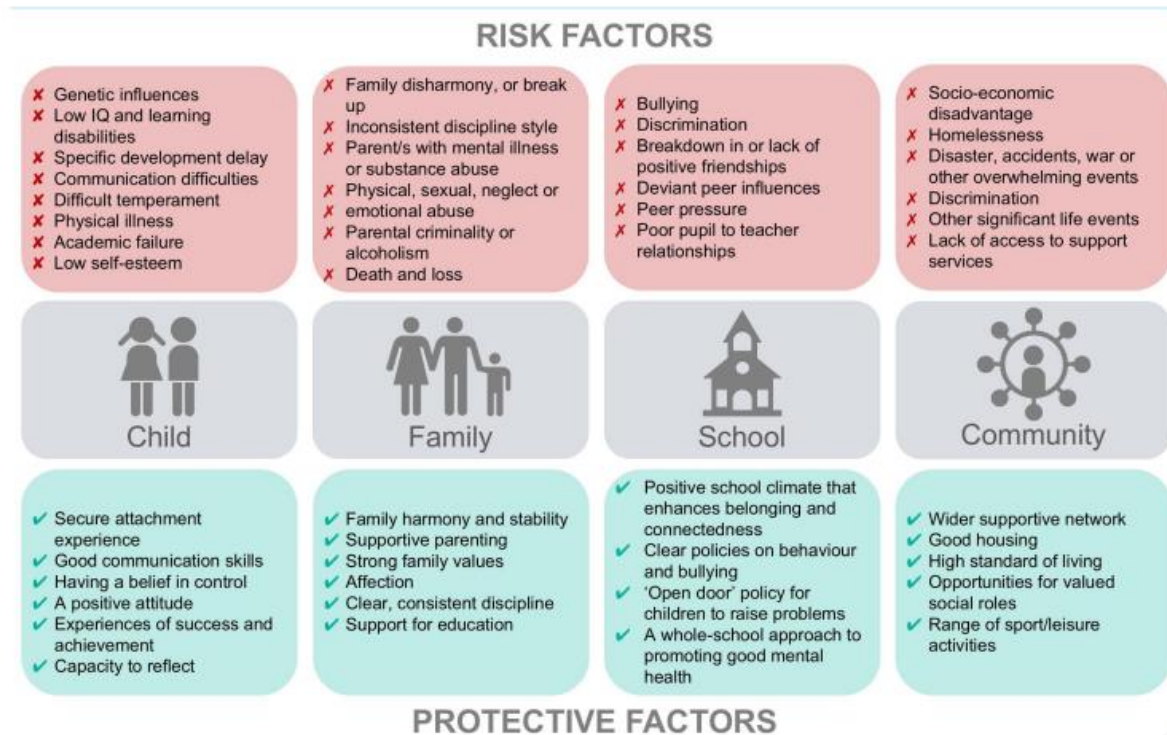 RISK FACTORS
✗ Genetic influences
✗ Low IQ and learning
disabilities
✗ Specific development delay
✗ Communication difficulties
✗ Difficult temperament
✗ Physical illness
✗ Academic failure
✗ Low self-esteem
✗ Family disharmony, or break
up
✗ Inconsistent discipline style
✗ Parent/s with mental illness
or substance abuse
✗ Physical, sexual, neglect or
✗ emotional abuse
✗ Parental criminality or
alcoholism
✗ Death and loss
✗ Bullying
✗ Discrimination
✗ Breakdown in or lack of
positive friendships
✗ Deviant peer influences
✗ Peer pressure
✗ Poor pupil to teacher
relationships
✗ Socio-economic
disadvantage
✗ Homelessness
✗ Disaster, accidents, war or
other overwhelming events
✗ Discrimination
✗ Other significant life events
✗ Lack of access to support
services
Child
Family
School
Community
✔ Secure attachment
experience
✔ Good communication skills
✔ Having a belief in control
✔ A positive attitude
✔ Experiences of success and
achievement
✔ Capacity to reflect
✔ Family harmony and stability
✔ Supportive parenting
✔ Strong family values
✔ Affection
✔ Clear, consistent discipline
✔ Support for education
✔ Positive school climate that
enhances belonging and
connectedness
✔ Clear policies on behaviour
and bullying
✔ ‘Open door’ policy for
children to raise problems
✔ A whole-school approach to
promoting good mental
health
✔ Wider supportive network
✔ Good housing
✔ High standard of living
✔ Opportunities for valued
social roles
✔ Range of sport/leisure
activities
PROTECTIVE FACTORS